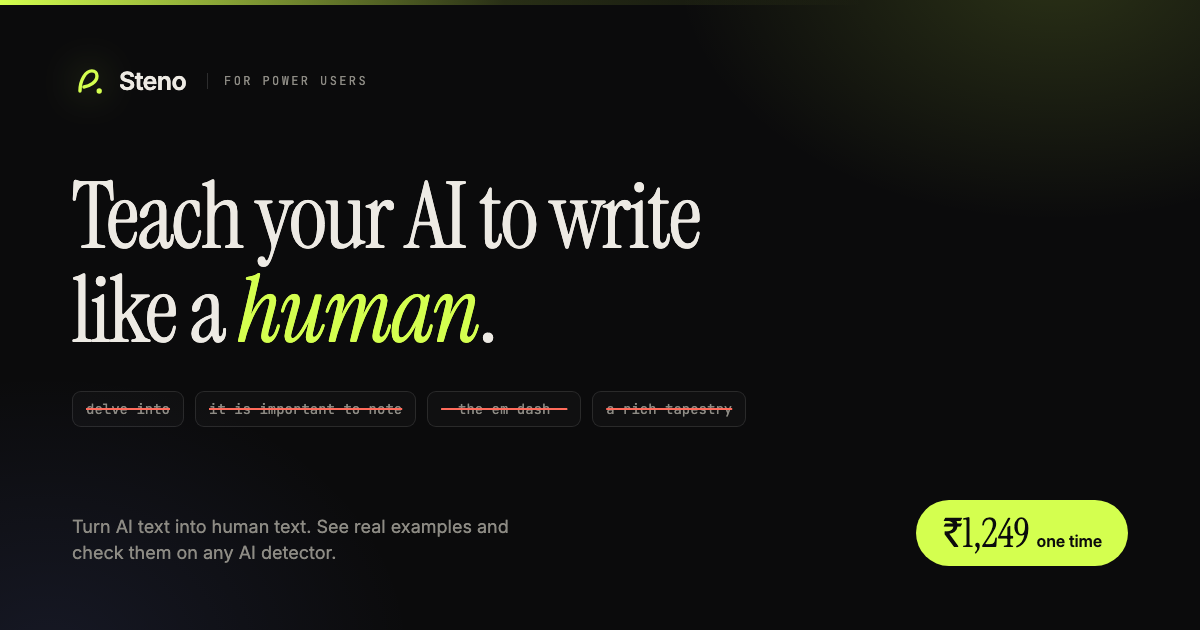 Steno
FOR POWER USERS
Teach your AI to write
like a human.
delve into
it is important to note
— the em dash —
a rich tapestry
Turn AI text into human text. See real examples and
check them on any AI detector.
₹1,249 one time